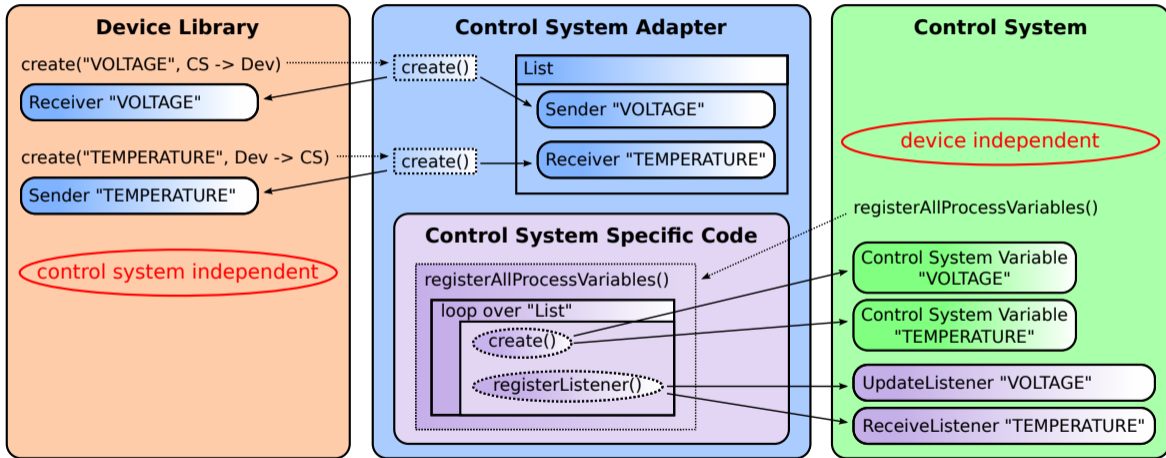 Device Library
create("VOLTAGE", CS -> Dev)
Receiver "VOLTAGE"
create("TEMPERATURE", Dev -> CS)
Sender "TEMPERATURE"
control system independent
Control System Adapter
create()
List
Sender "VOLTAGE"
create()
Receiver "TEMPERATURE"
Control System Specific Code
registerAllProcessVariables()
loop over "List"
create()
registerListener()
Control System
device independent
registerAllProcessVariables()
Control System Variable
"VOLTAGE"
Control System Variable
"TEMPERATURE"
UpdateListener "VOLTAGE"
ReceiveListener "TEMPERATURE"